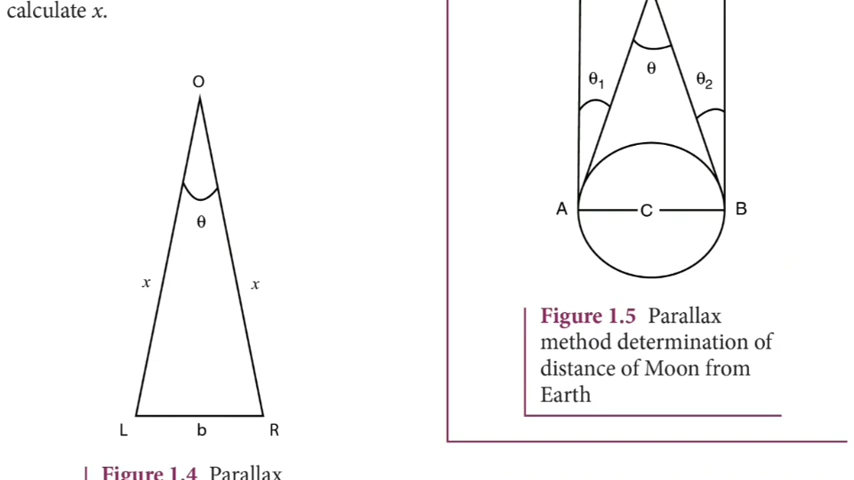 calculate x.
O
θ
x
x
L
b
R
Figure 1.4 Parallax
θ
θ1
θ2
A
C
B
Figure 1.5 Parallax
method determination of
distance of Moon from
Earth